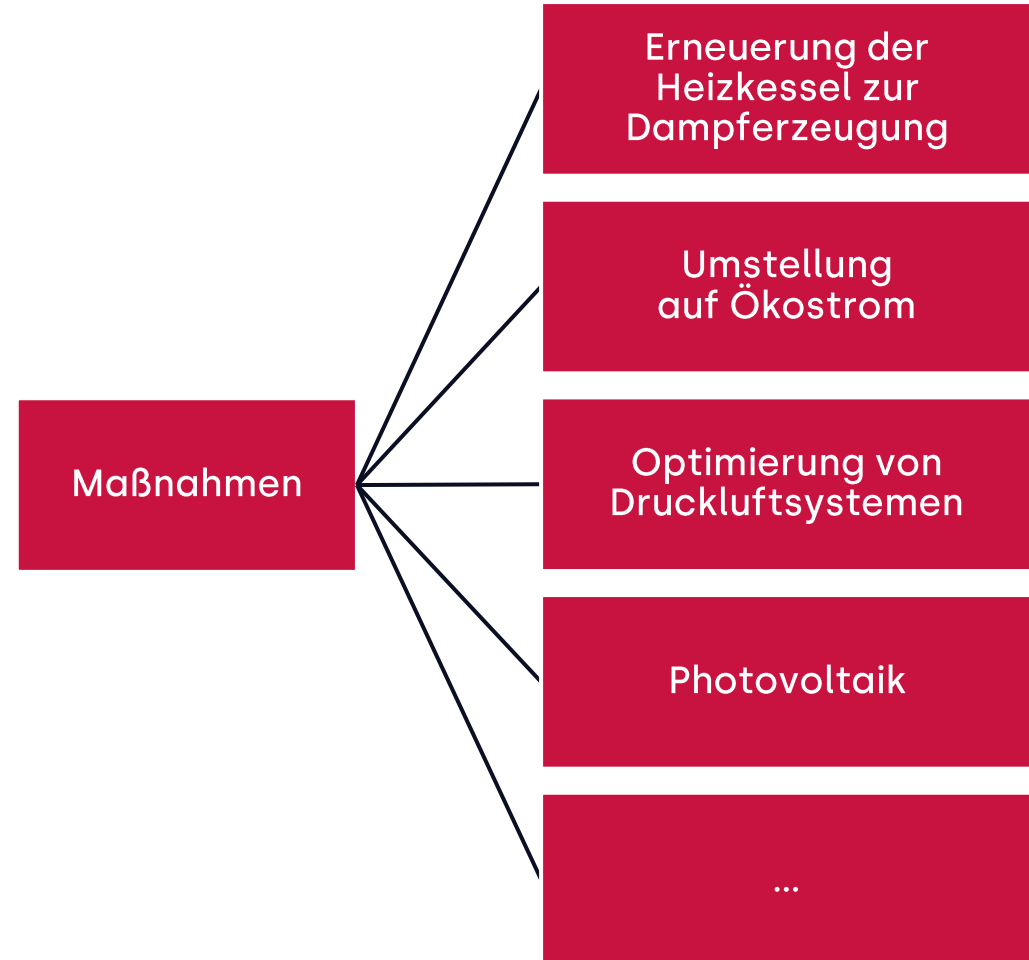 Erneuerung der
Heizkessel zur
Dampferzeugung
Umstellung
auf Ökostrom
Maßnahmen
Optimierung von
Druckluftsystemen
Photovoltaik
...